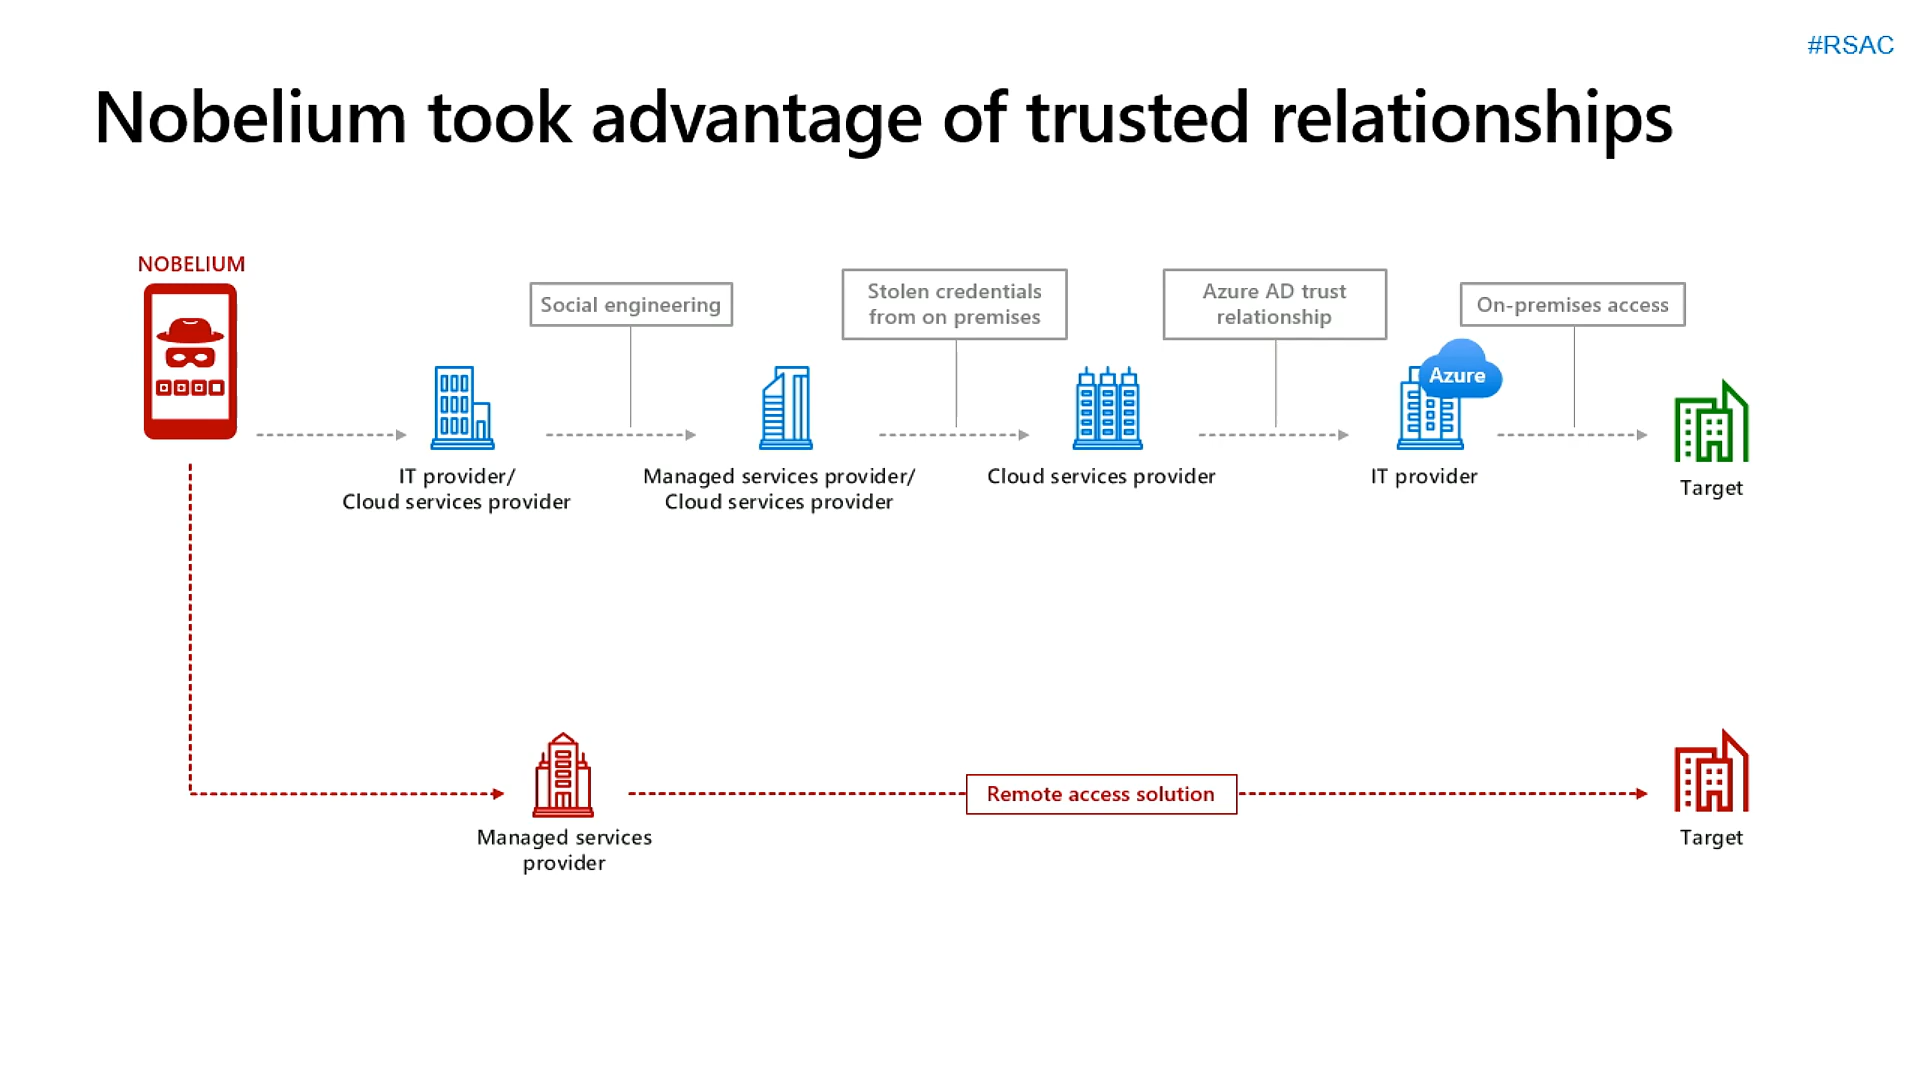 #RSAC
Nobelium took advantage of trusted relationships
NOBELIUM
Social engineering
Stolen credentials
from on premises
Azure AD trust
relationship
On-premises access
Azure
IT provider/
Cloud services provider
Managed services provider/
Cloud services provider
Cloud services provider
IT provider
Target
Remote access solution
Managed services
provider
Target